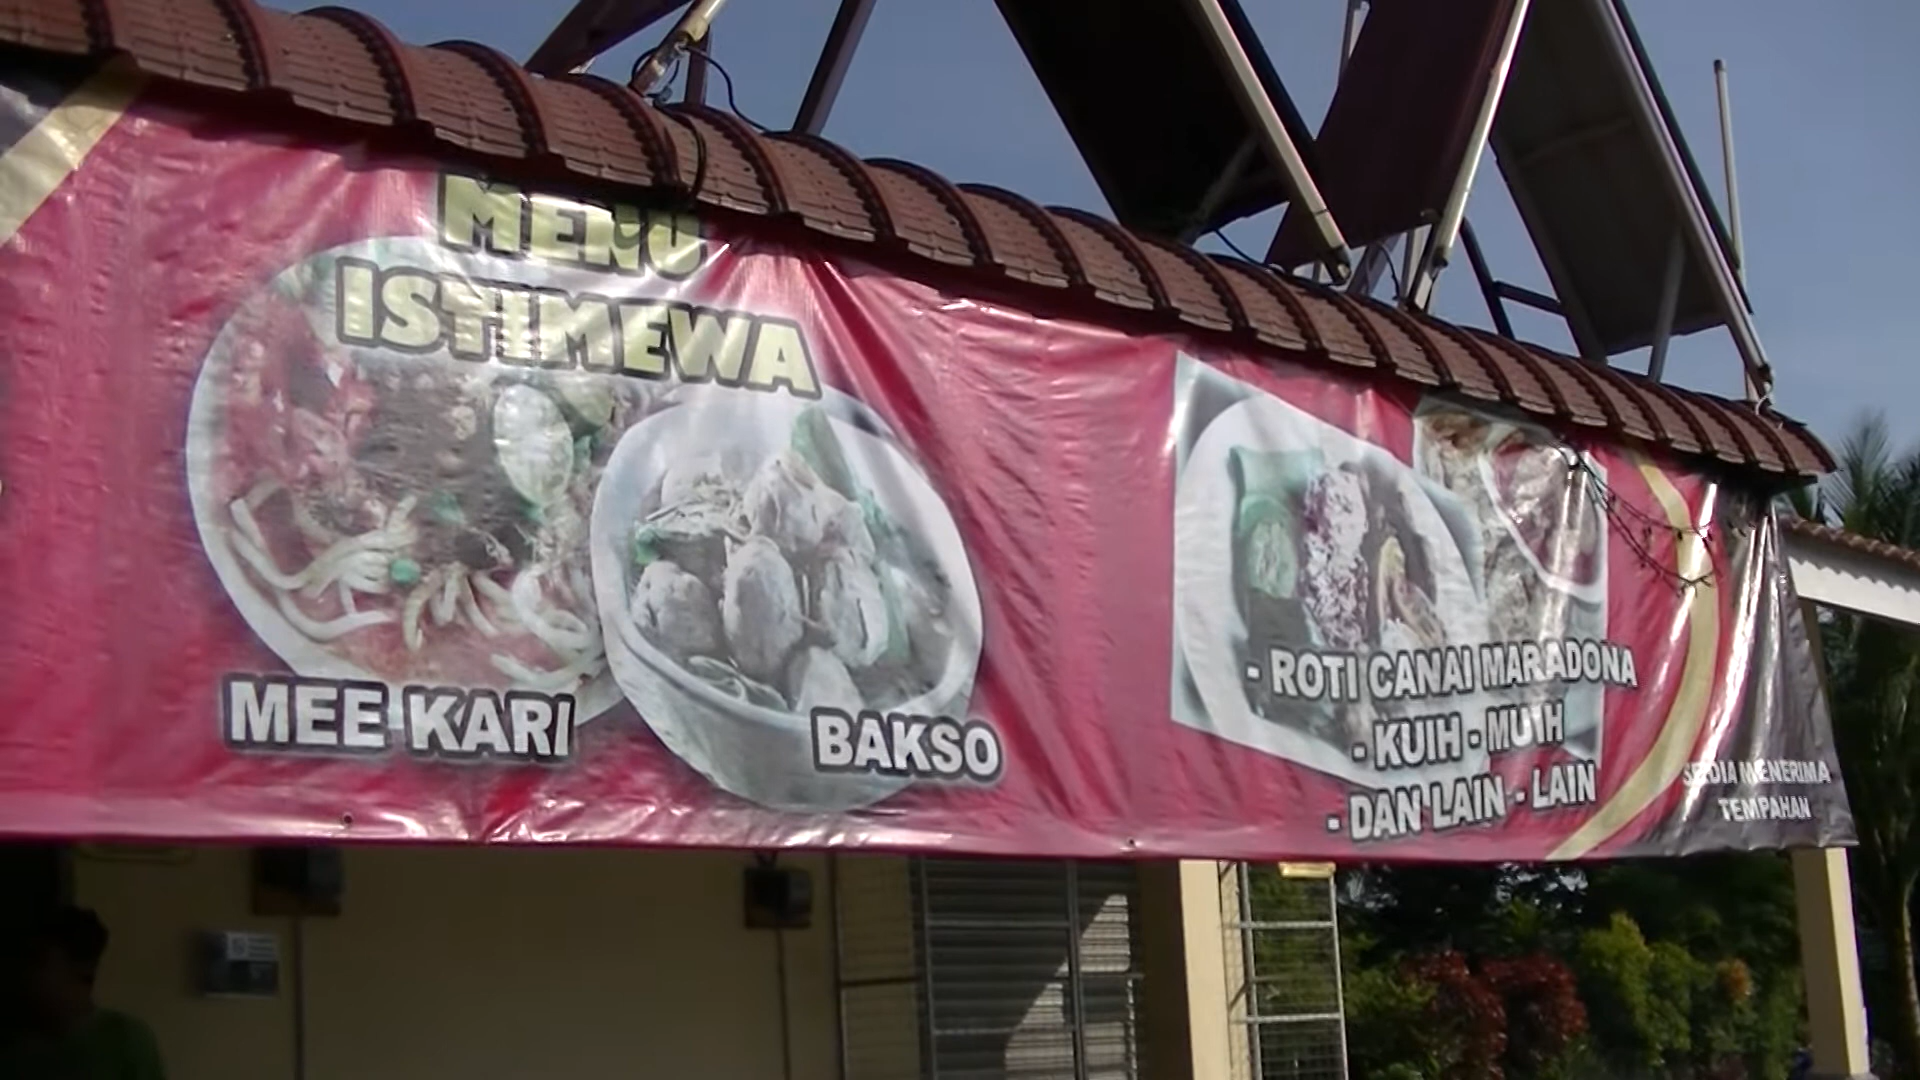 MENU
ISTIMEWA
MEE KARI
BAKSO
- ROTI CANAI MARADONA
- KUIH - MUIH
- DAN LAIN - LAIN
SEDIA MENERIMA
TEMPAHAN